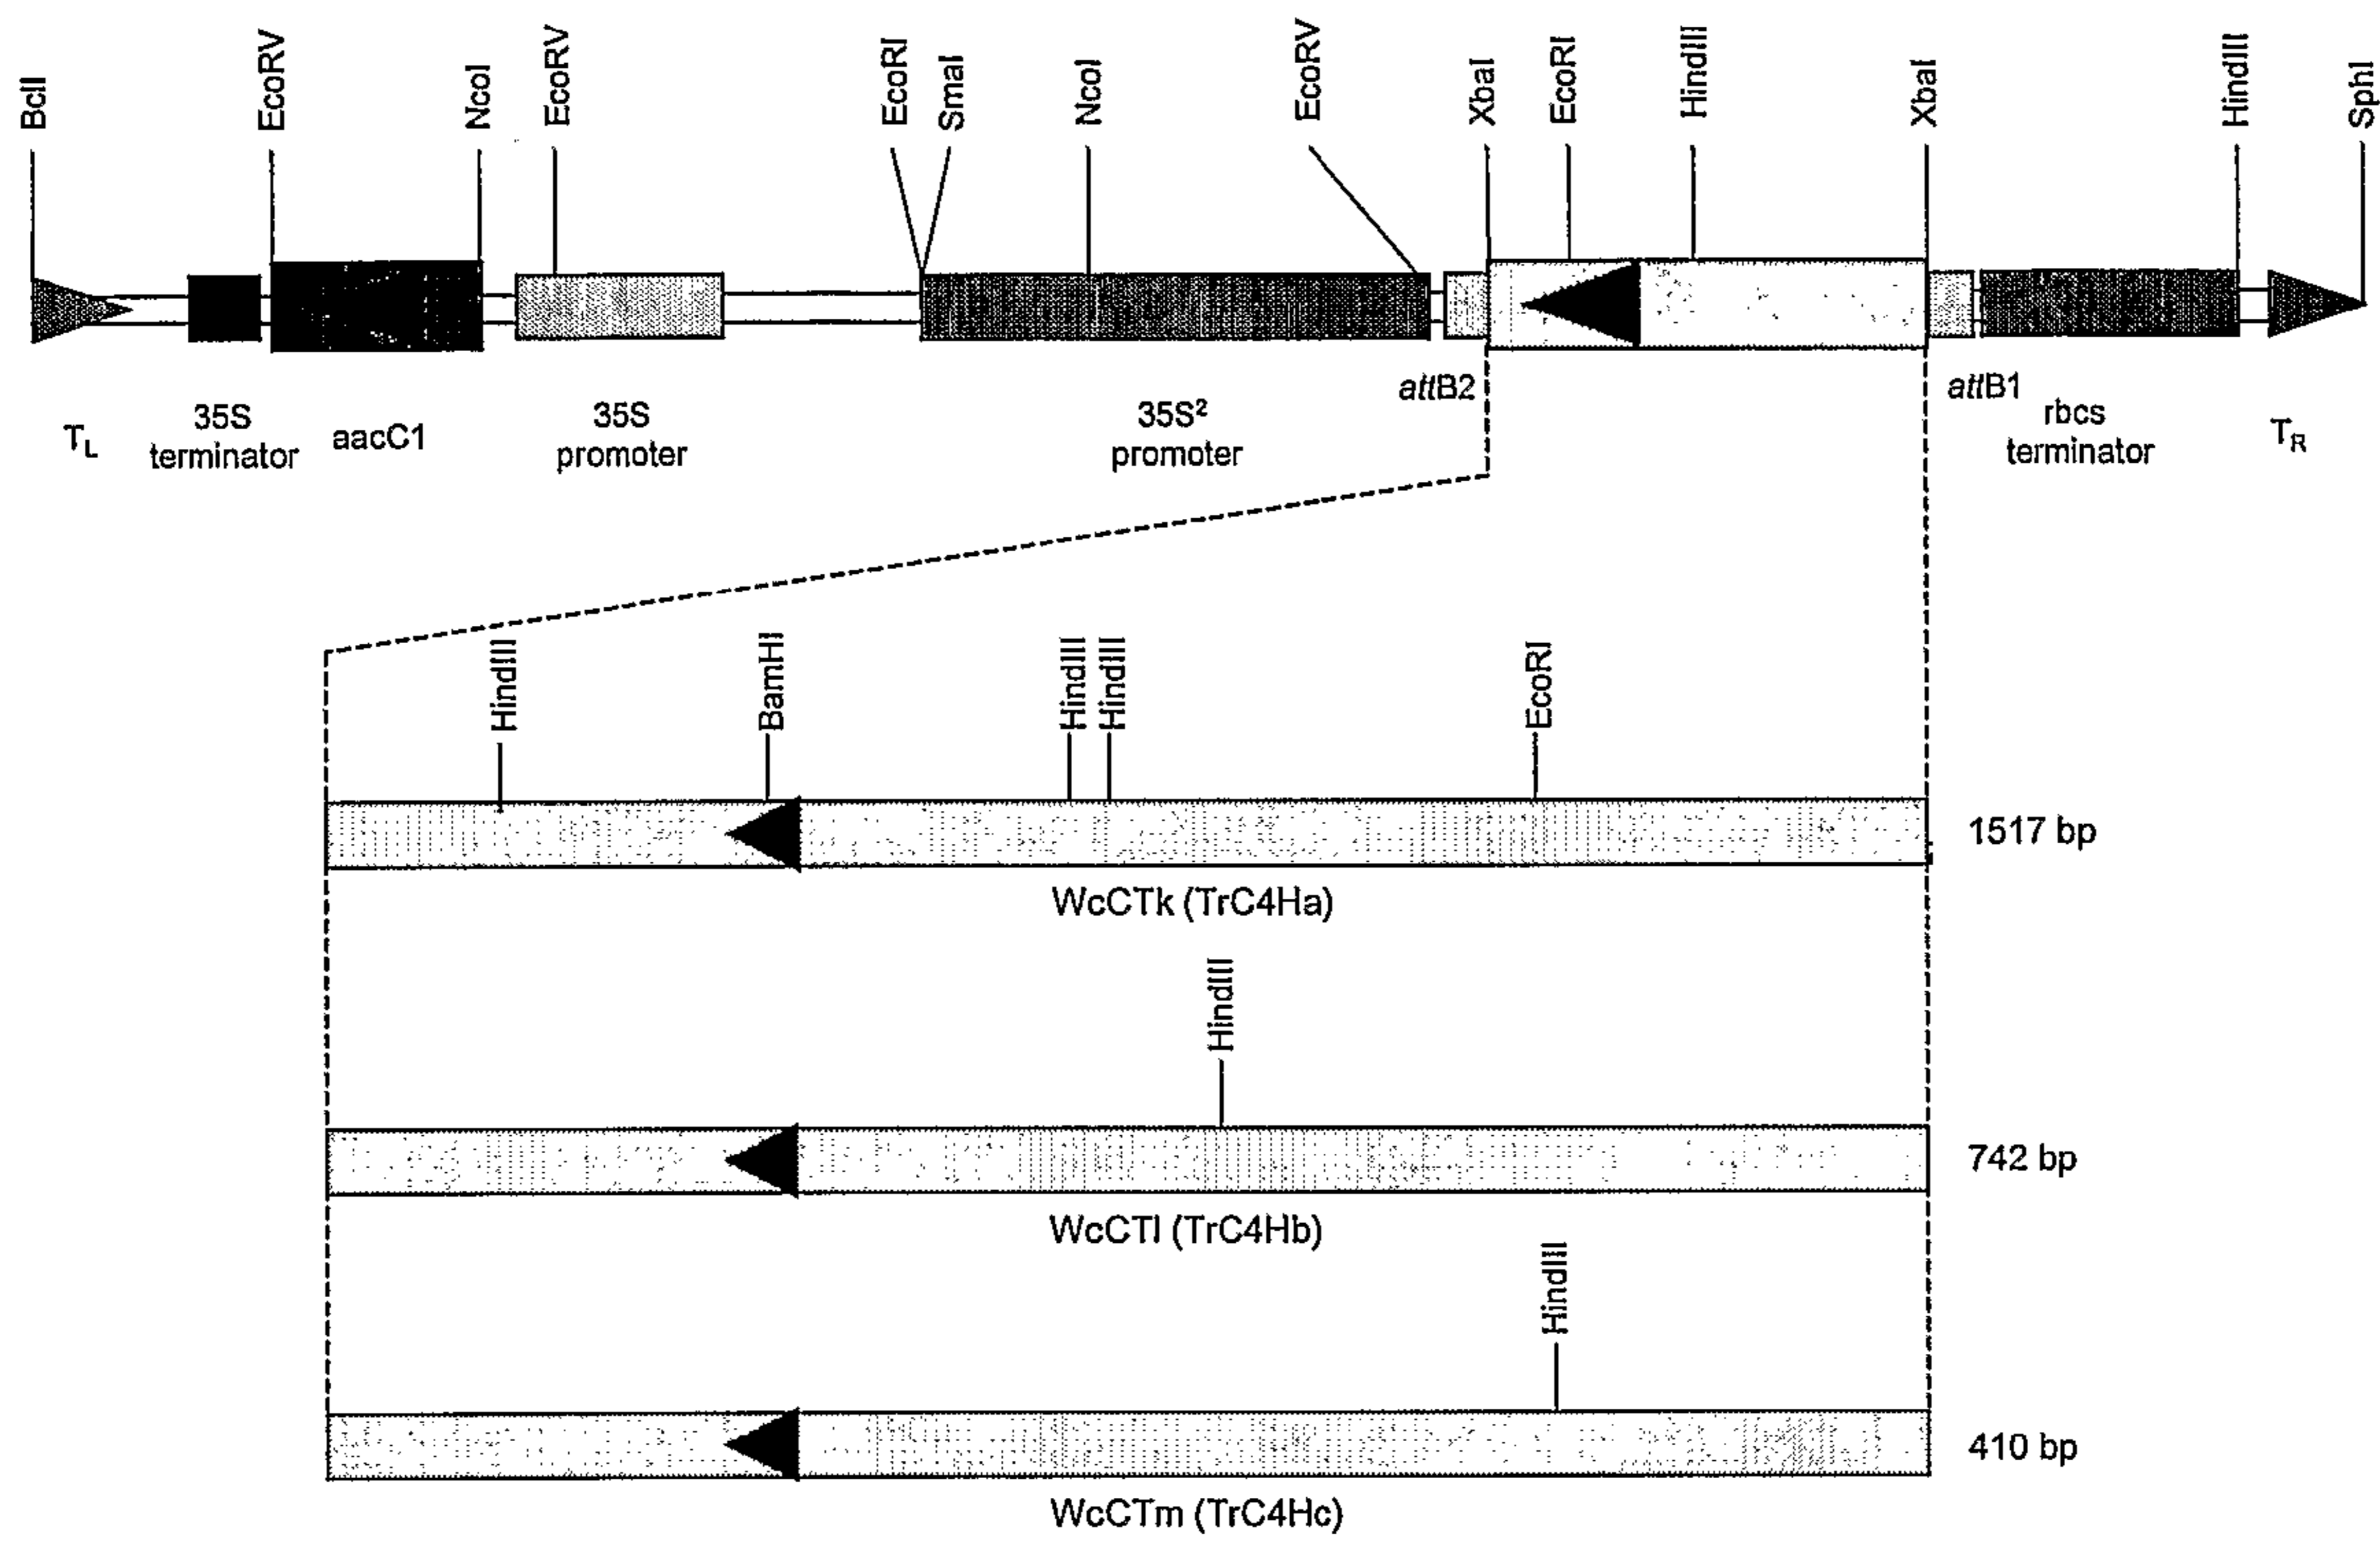 BclI
EcoRV
NcoI
EcoRV
EcoRI
SmaI
NcoI
EcoRV
XbaI
EcoRI
HindIII
XbaI
HindIII
SphI
TL
35S
terminator
aacC1
35S
promoter
35S²
promoter
attB2
attB1
rbcs
terminator
TR
HindIII
BamHI
HindIII
HindIII
EcoRI
1517 bp
WcCTk (TrC4Ha)
HindIII
742 bp
WcCTl (TrC4Hb)
HindIII
410 bp
WcCTm (TrC4Hc)